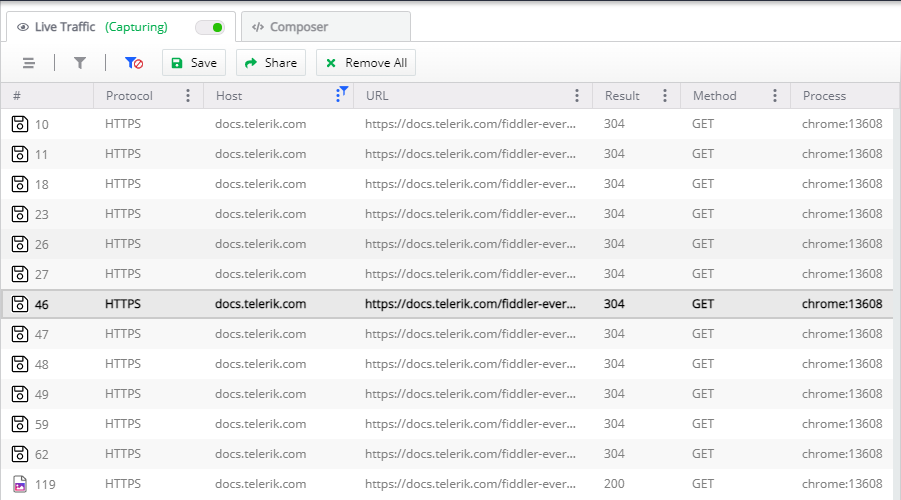 Live Traffic (Capturing) Composer
Save Share Remove All
# Protocol Host URL Result Method Process
10 HTTPS docs.telerik.com https://docs.telerik.com/fiddler-ever... 304 GET chrome:13608
11 HTTPS docs.telerik.com https://docs.telerik.com/fiddler-ever... 304 GET chrome:13608
18 HTTPS docs.telerik.com https://docs.telerik.com/fiddler-ever... 304 GET chrome:13608
23 HTTPS docs.telerik.com https://docs.telerik.com/fiddler-ever... 304 GET chrome:13608
26 HTTPS docs.telerik.com https://docs.telerik.com/fiddler-ever... 304 GET chrome:13608
27 HTTPS docs.telerik.com https://docs.telerik.com/fiddler-ever... 304 GET chrome:13608
46 HTTPS docs.telerik.com https://docs.telerik.com/fiddler-ever... 304 GET chrome:13608
47 HTTPS docs.telerik.com https://docs.telerik.com/fiddler-ever... 304 GET chrome:13608
48 HTTPS docs.telerik.com https://docs.telerik.com/fiddler-ever... 304 GET chrome:13608
49 HTTPS docs.telerik.com https://docs.telerik.com/fiddler-ever... 304 GET chrome:13608
59 HTTPS docs.telerik.com https://docs.telerik.com/fiddler-ever... 304 GET chrome:13608
62 HTTPS docs.telerik.com https://docs.telerik.com/fiddler-ever... 304 GET chrome:13608
119 HTTPS docs.telerik.com https://docs.telerik.com/fiddler-ever... 200 GET chrome:13608